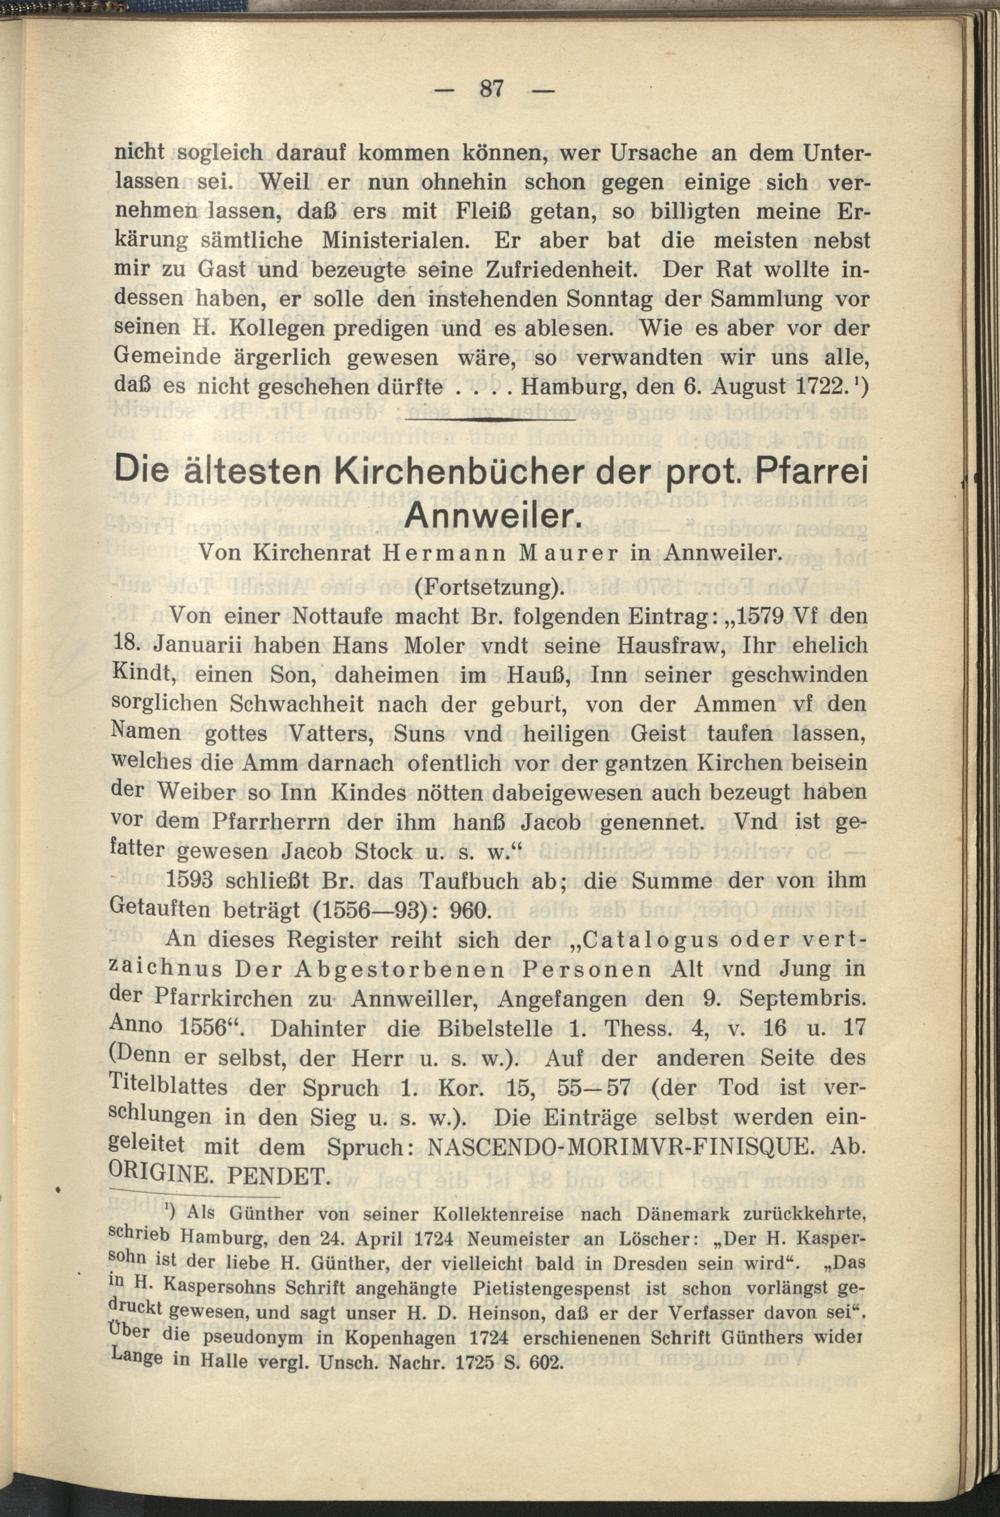 — 87 —
nicht sogleich darauf kommen können, wer Ursache an dem Unter-
lassen sei. Weil er nun ohnehin schon gegen einige sich ver-
nehmen lassen, daß ers mit Fleiß getan, so billigten meine Er-
kärung sämtliche Ministerialen. Er aber bat die meisten nebst
mir zu Gast und bezeugte seine Zufriedenheit. Der Rat wollte in-
dessen haben, er solle den instehenden Sonntag der Sammlung vor
seinen H. Kollegen predigen und es ablesen. Wie es aber vor der
Gemeinde ärgerlich gewesen wäre, so verwandten wir uns alle,
daß es nicht geschehen dürfte . . . . Hamburg, den 6. August 1722.¹)
Die ältesten Kirchenbücher der prot. Pfarrei
Annweiler.
Von Kirchenrat Hermann Maurer in Annweiler.
(Fortsetzung).
Von einer Nottaufe macht Br. folgenden Eintrag: „1579 Vf den
18. Januarii haben Hans Moler vndt seine Hausfraw, Ihr ehelich
Kindt, einen Son, daheimen im Hauß, Inn seiner geschwinden
sorglichen Schwachheit nach der geburt, von der Ammen vf den
Namen gottes Vatters, Suns vnd heiligen Geist taufen lassen,
welches die Amm darnach ofentlich vor der gantzen Kirchen beisein
der Weiber so Inn Kindes nötten dabeigewesen auch bezeugt haben
vor dem Pfarrherrn der ihm hanß Jacob genennet. Vnd ist ge-
fatter gewesen Jacob Stock u. s. w.“
1593 schließt Br. das Taufbuch ab; die Summe der von ihm
Getauften beträgt (1556—93): 960.
An dieses Register reiht sich der „Catalogus oder vert-
zaichnus Der Abgestorbenen Personen Alt vnd Jung in
der Pfarrkirchen zu Annweiller, Angefangen den 9. Septembris.
Anno 1556“. Dahinter die Bibelstelle 1. Thess. 4, v. 16 u. 17
(Denn er selbst, der Herr u. s. w.). Auf der anderen Seite des
Titelblattes der Spruch 1. Kor. 15, 55—57 (der Tod ist ver-
schlungen in den Sieg u. s. w.). Die Einträge selbst werden ein-
geleitet mit dem Spruch: NASCENDO-MORIMVR-FINISQUE. Ab.
ORIGINE. PENDET.
¹) Als Günther von seiner Kollektenreise nach Dänemark zurückkehrte,
schrieb Hamburg, den 24. April 1724 Neumeister an Löscher: „Der H. Kasper-
sohn ist der liebe H. Günther, der vielleicht bald in Dresden sein wird“. „Das
in H. Kaspersohns Schrift angehängte Pietistengespenst ist schon vorlängst ge-
druckt gewesen, und sagt unser H. D. Heinson, daß er der Verfasser davon sei“.
Über die pseudonym in Kopenhagen 1724 erschienenen Schrift Günthers wider
Lange in Halle vergl. Unsch. Nachr. 1725 S. 602.